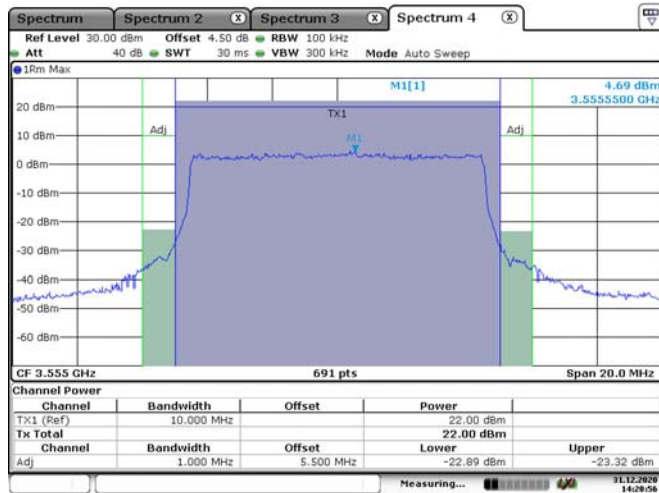 Spectrum Spectrum 2 X Spectrum 3 X Spectrum 4 X
Ref Level 30.00 dBm Offset 4.50 dB RBW 100 kHz
Att 40 dB SWT 30 ms VBW 300 kHz Mode Auto Sweep
1Rm Max
M1[1] 4.69 dBm
3.5555500 GHz
20 dBm
TX1
Adj Adj
10 dBm
M1
0 dBm
-10 dBm
-20 dBm
-30 dBm
-40 dBm
-50 dBm
-60 dBm
CF 3.555 GHz 691 pts Span 20.0 MHz
Channel Power
Channel Bandwidth Offset Power
TX1 (Ref) 10.000 MHz 22.00 dBm
Tx Total 22.00 dBm
Channel Bandwidth Offset Lower Upper
Adj 1.000 MHz 5.500 MHz -22.89 dBm -23.32 dBm
Measuring... 31.12.2020
14:20:56